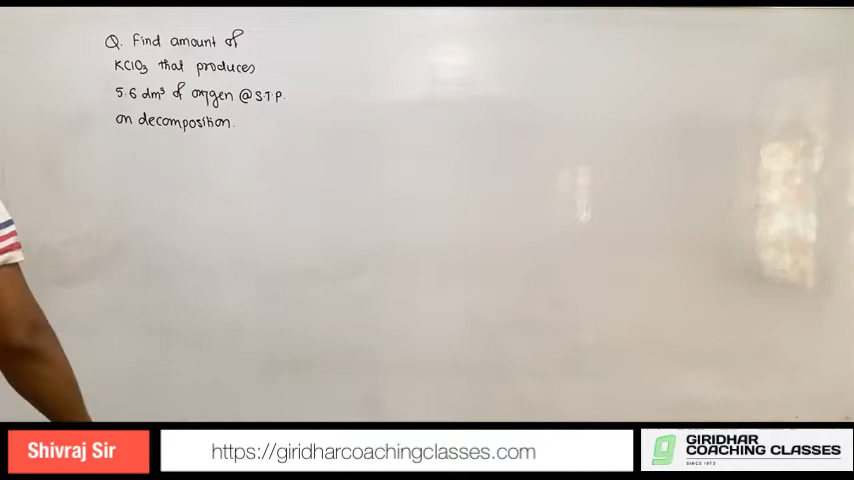 Q. Find amount of
KClO₃ that produces
5.6 dm³ of oxygen @ S.T.P.
on decomposition.
Shivraj Sir
https://giridharcoachingclasses.com
GIRIDHAR
COACHING CLASSES
SINCE 1972